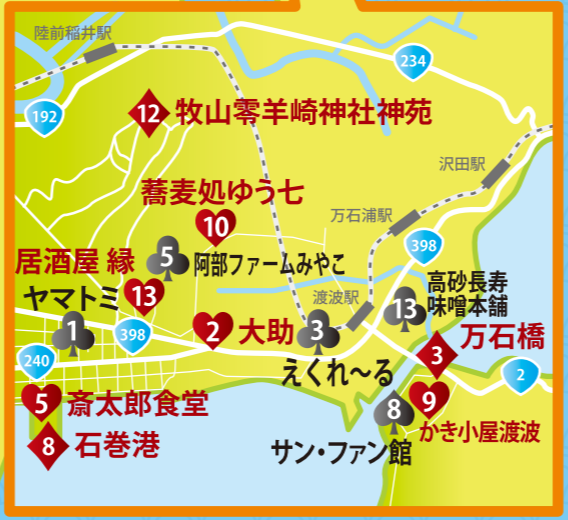 陸前稲井駅
234
192
12 牧山零羊崎神社神苑
沢田駅
蕎麦処ゆう七
10
万石浦駅
398
居酒屋 縁
5 阿部ファームみやこ
高砂長寿
味噌本舗
ヤマトミ
13
渡波駅
13
1
398
2 大助
3
万石橋
240
えくれ～る
3
2
5 斎太郎食堂
8
9
かき小屋渡波
8 石巻港
サン・ファン館